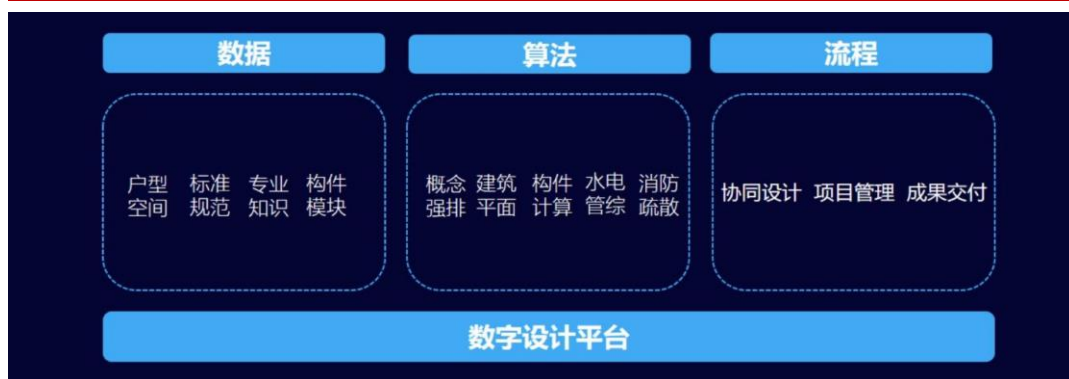 数据
算法
流程
户型 标准 专业 构件
空间 规范 知识 模块
概念 建筑 构件 水电 消防
强排 平面 计算 管综 疏散
协同设计 项目管理 成果交付
数字设计平台